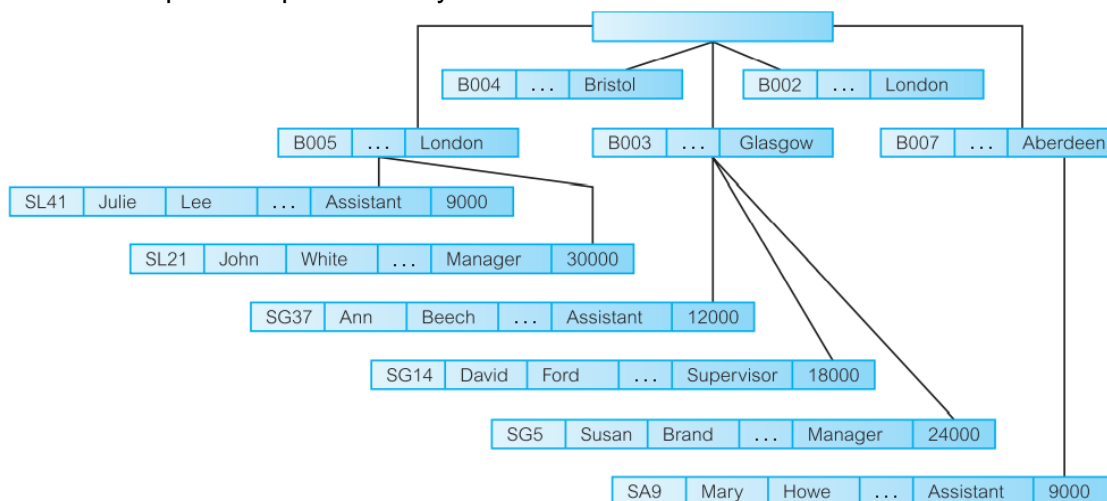 B004 ... Bristol
B002 ... London
B005 ... London
B003 ... Glasgow
B007 ... Aberdeen
SL41 Julie Lee ... Assistant 9000
SL21 John White ... Manager 30000
SG37 Ann Beech ... Assistant 12000
SG14 David Ford ... Supervisor 18000
SG5 Susan Brand ... Manager 24000
SA9 Mary Howe ... Assistant 9000